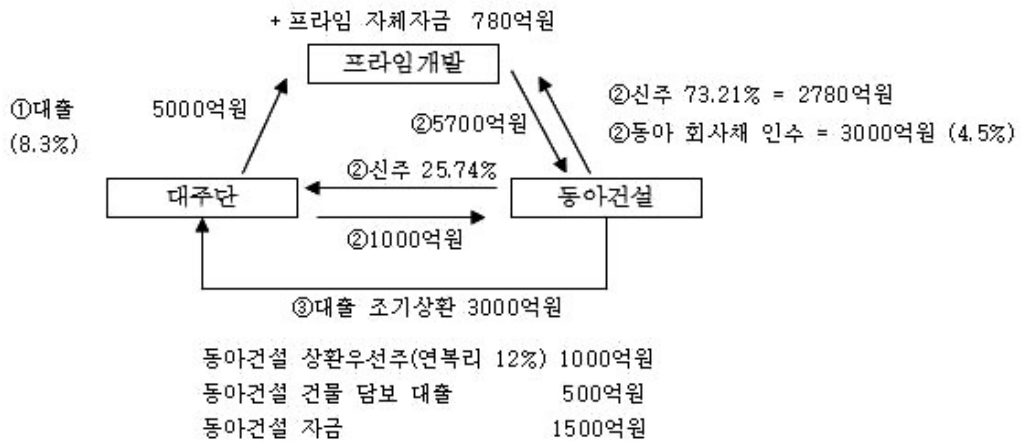 + 프라임 자체자금 780억원
프라임개발
①대출 5000억원
(8.3%)
②5700억원
②신주 73.21% = 2780억원
②동아 회사채 인수 = 3000억원 (4.5%)
②신주 25.74%
대주단
동아건설
②1000억원
③대출 조기상환 3000억원
동아건설 상환우선주(연복리 12%) 1000억원
동아건설 건물 담보 대출 500억원
동아건설 자금 1500억원